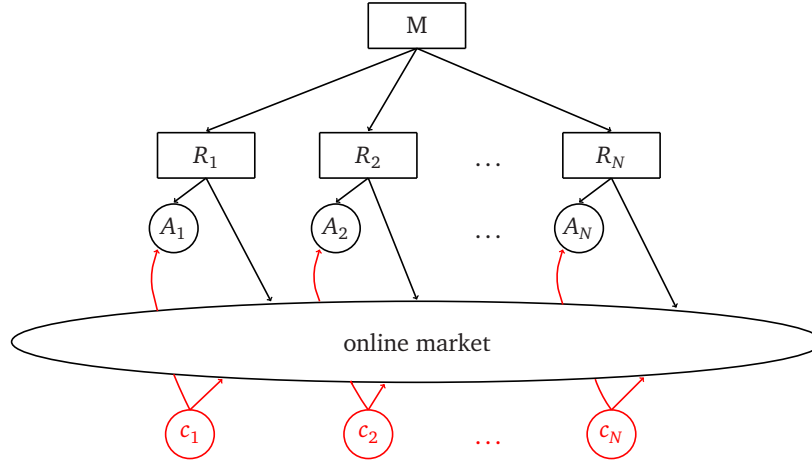 M
R₁ R₂ ... R_N
A₁ A₂ ... A_N
online market
c₁ c₂ ... c_N